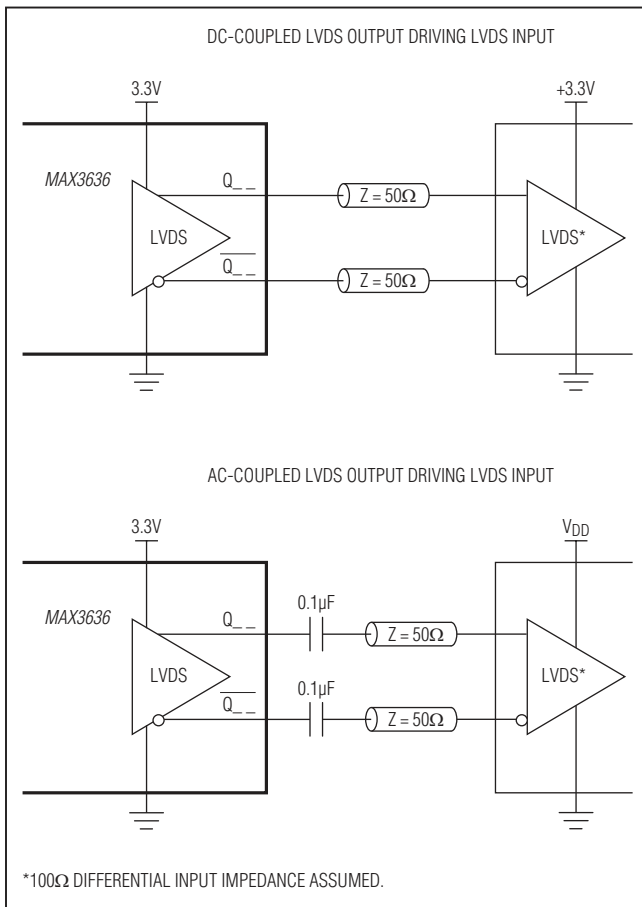 DC-COUPLED LVDS OUTPUT DRIVING LVDS INPUT
3.3V
+3.3V
MAX3636
Q_ _
Z = 50Ω
LVDS
LVDS*
Q_ _
Z = 50Ω
AC-COUPLED LVDS OUTPUT DRIVING LVDS INPUT
3.3V
VDD
MAX3636
0.1µF
Q_ _
Z = 50Ω
LVDS
LVDS*
0.1µF
Q_ _
Z = 50Ω
*100Ω DIFFERENTIAL INPUT IMPEDANCE ASSUMED.